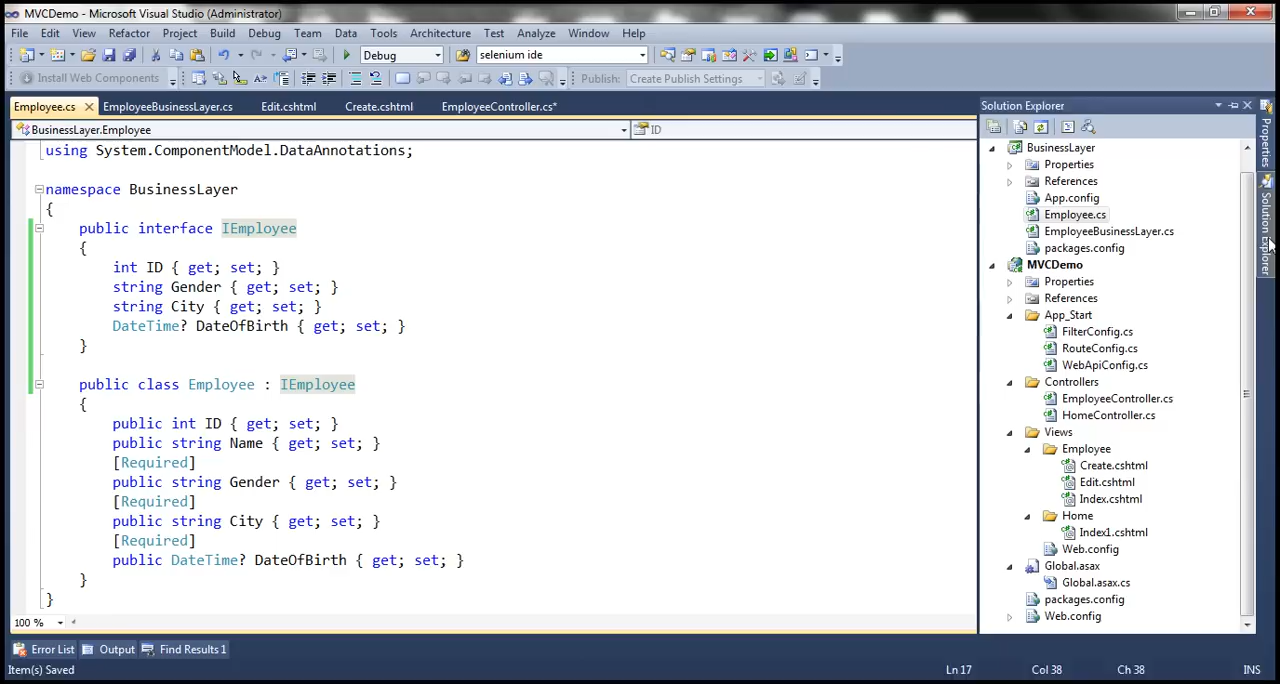 MVCDemo - Microsoft Visual Studio (Administrator)
File Edit View Refactor Project Build Debug Team Data Tools Architecture Test Analyze Window Help
Debug selenium ide
Install Web Components Publish: Create Publish Settings
Employee.cs EmployeeBusinessLayer.cs Edit.cshtml Create.cshtml EmployeeController.cs*
BusinessLayer.Employee ID
using System.ComponentModel.DataAnnotations;
namespace BusinessLayer
{
public interface IEmployee
{
int ID { get; set; }
string Gender { get; set; }
string City { get; set; }
DateTime? DateOfBirth { get; set; }
}
public class Employee : IEmployee
{
public int ID { get; set; }
public string Name { get; set; }
[Required]
public string Gender { get; set; }
[Required]
public string City { get; set; }
[Required]
public DateTime? DateOfBirth { get; set; }
}
}
100 %
Solution Explorer
BusinessLayer
Properties
References
App.config
Employee.cs
EmployeeBusinessLayer.cs
packages.config
MVCDemo
Properties
References
App_Start
FilterConfig.cs
RouteConfig.cs
WebApiConfig.cs
Controllers
EmployeeController.cs
HomeController.cs
Views
Employee
Create.cshtml
Edit.cshtml
Index.cshtml
Home
Index1.cshtml
Web.config
Global.asax
Global.asax.cs
packages.config
Web.config
Properties
Solution Explorer
Error List Output Find Results 1
Item(s) Saved Ln 17 Col 38 Ch 38 INS